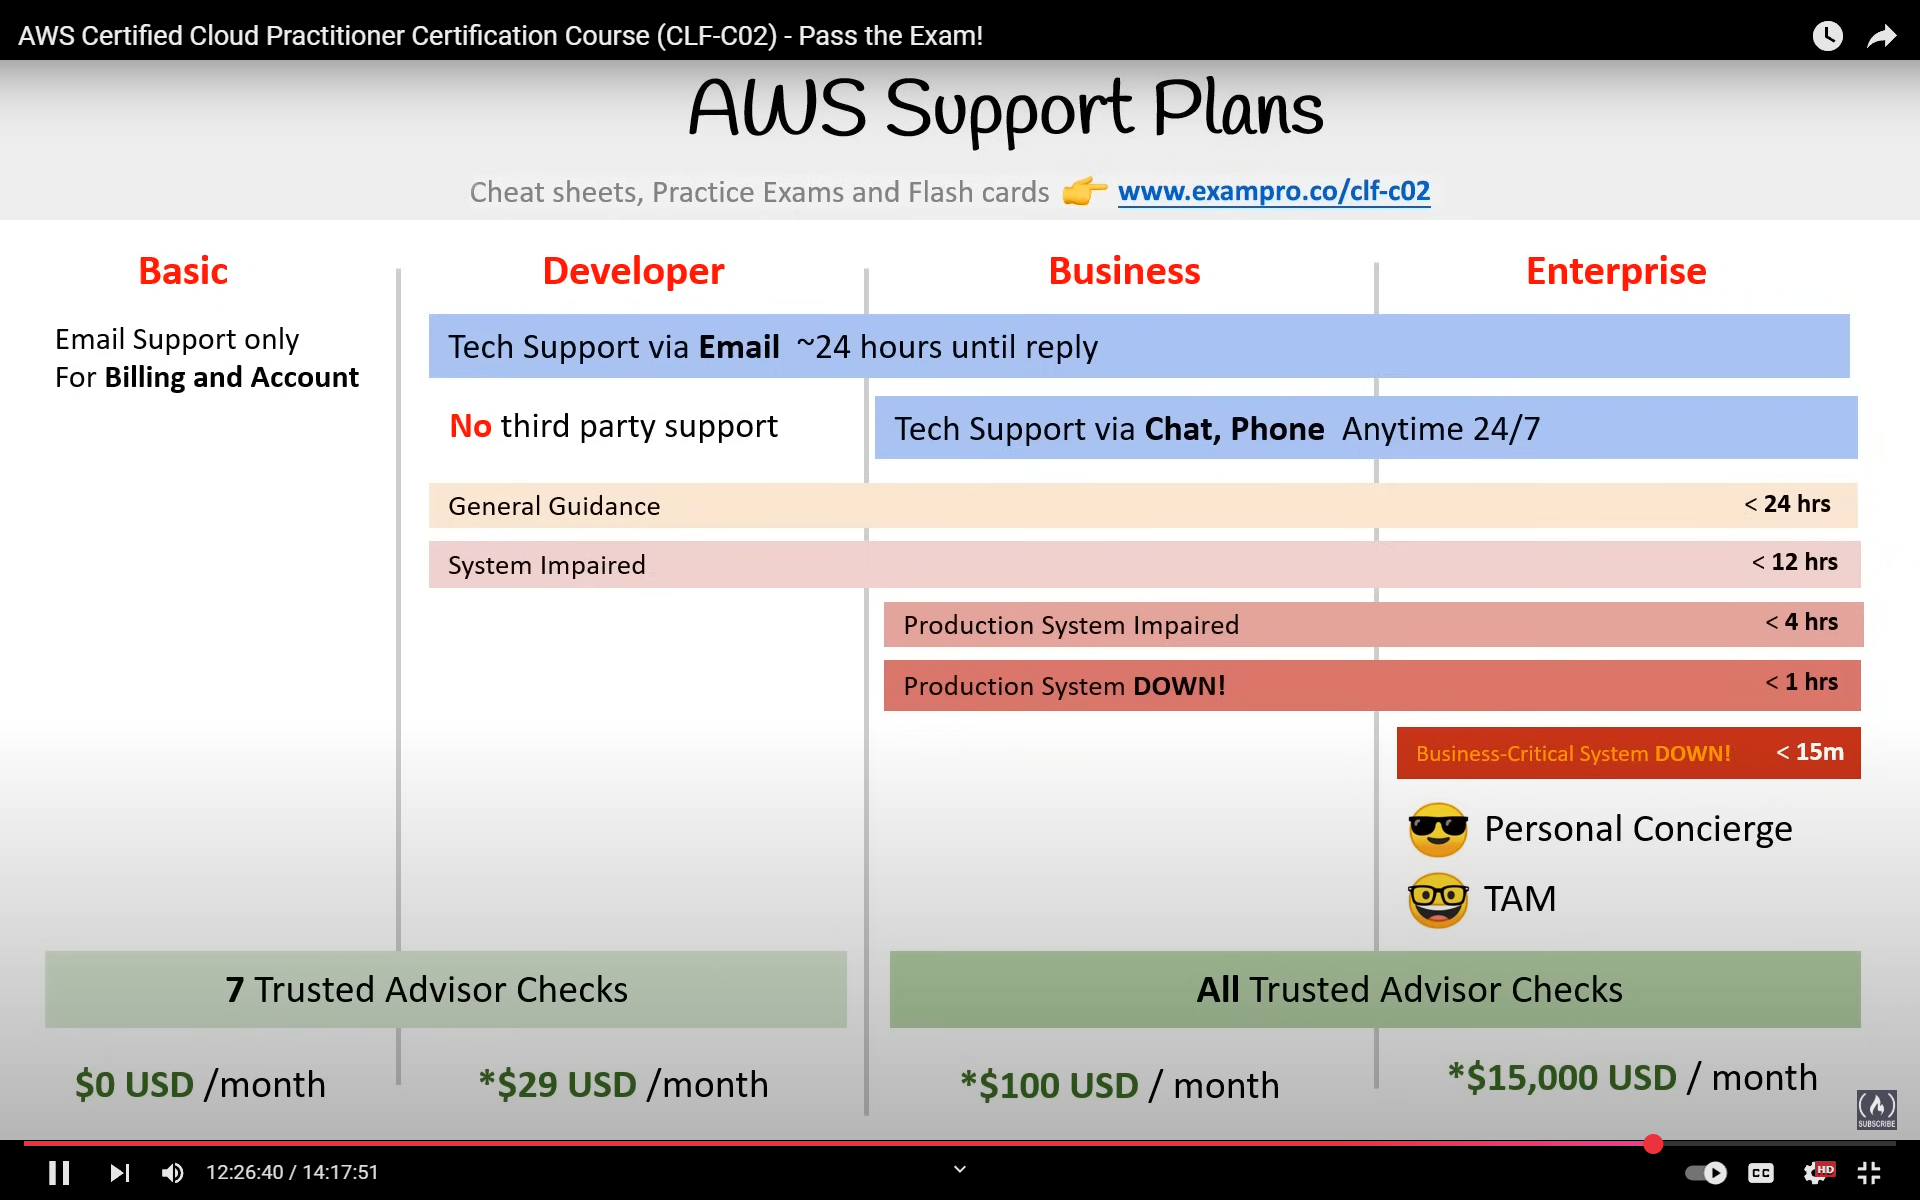 AWS Certified Cloud Practitioner Certification Course (CLF-C02) - Pass the Exam!
AWS Support Plans
Cheat sheets, Practice Exams and Flash cards 👉 www.exampro.co/clf-c02
Basic
Developer
Business
Enterprise
Email Support only
For Billing and Account
Tech Support via Email ~24 hours until reply
No third party support
Tech Support via Chat, Phone Anytime 24/7
General Guidance < 24 hrs
System Impaired < 12 hrs
Production System Impaired < 4 hrs
Production System DOWN! < 1 hrs
Business-Critical System DOWN! < 15m
Personal Concierge
TAM
7 Trusted Advisor Checks
All Trusted Advisor Checks
$0 USD /month
*$29 USD /month
*$100 USD / month
*$15,000 USD / month
SUBSCRIBE
12:26:40 / 14:17:51
CC
HD